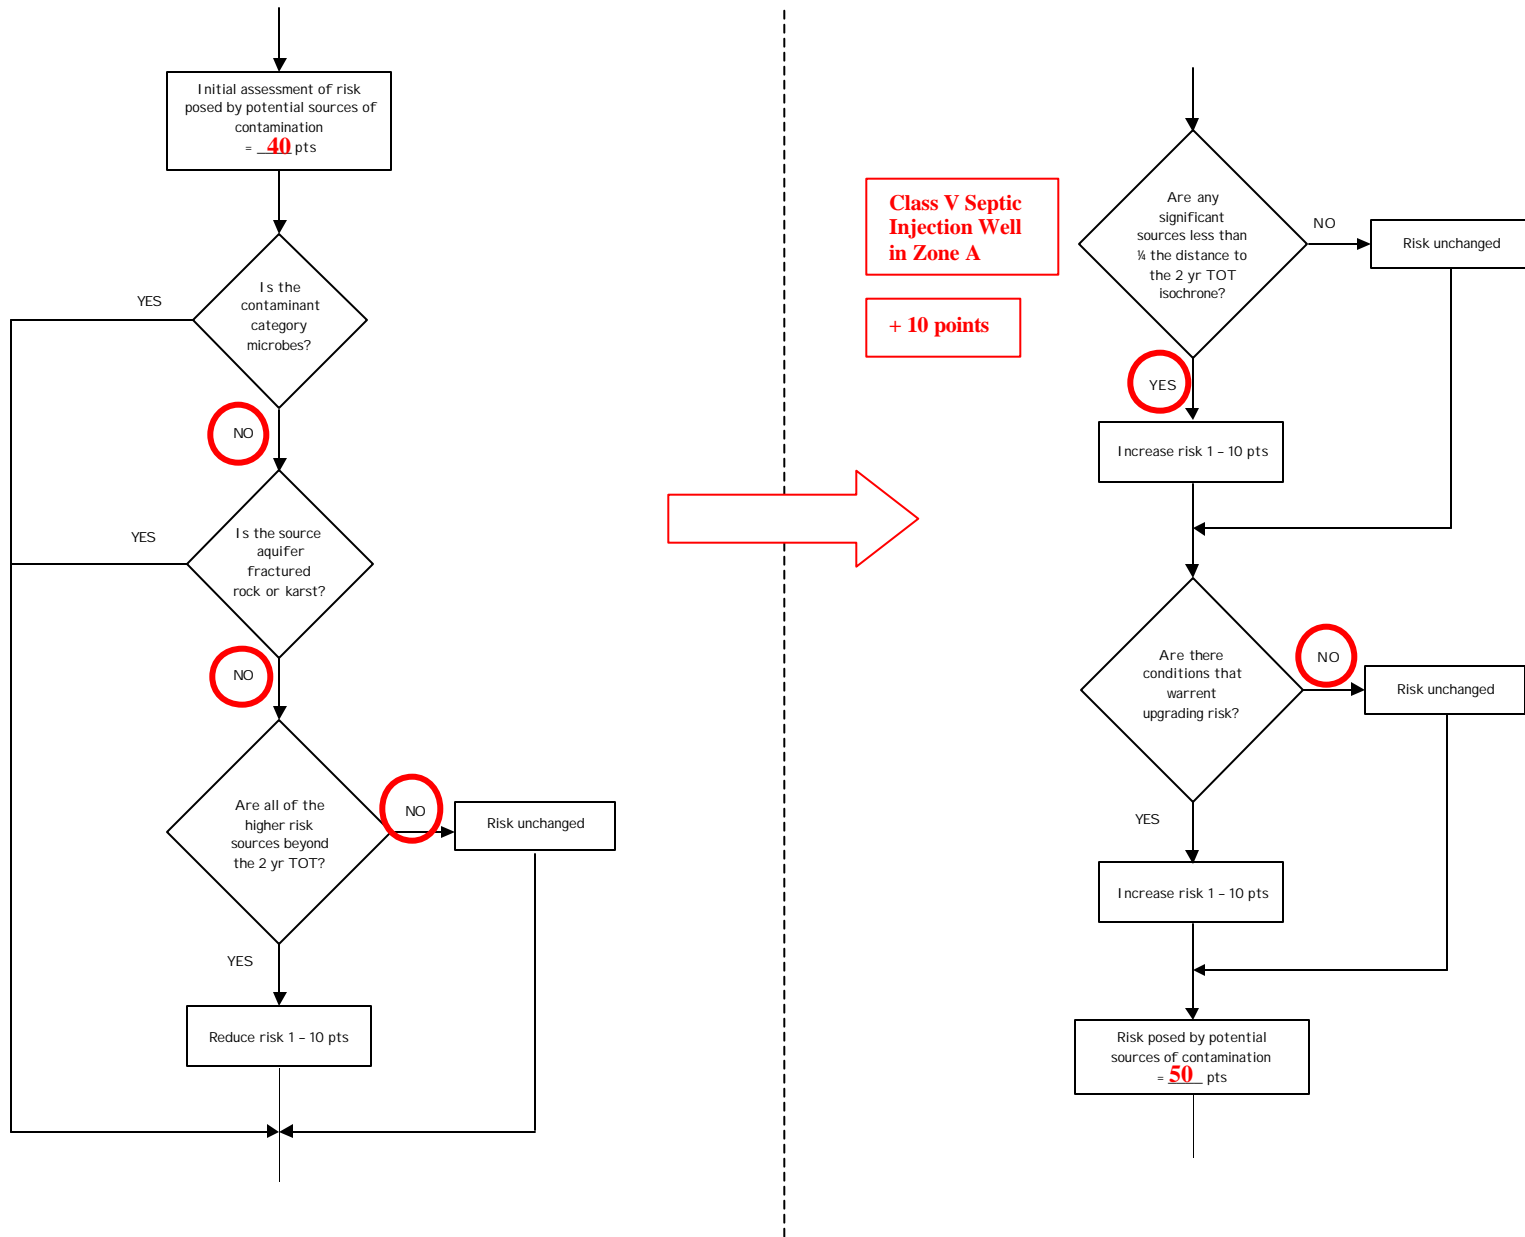 Initial assessment of risk
posed by potential sources of
contamination
= 40 pts
Is the
contaminant
category
microbes?
YES
NO
Is the source
aquifer
fractured
rock or karst?
YES
NO
Are all of the
higher risk
sources beyond
the 2 yr TOT?
NO
Risk unchanged
YES
Reduce risk 1 – 10 pts
Class V Septic
Injection Well
in Zone A
+ 10 points
Are any
significant
sources less than
¼ the distance to
the 2 yr TOT
isochrone?
NO
Risk unchanged
YES
Increase risk 1 – 10 pts
Are there
conditions that
warrent
upgrading risk?
NO
Risk unchanged
YES
Increase risk 1 – 10 pts
Risk posed by potential
sources of contamination
= 50 pts